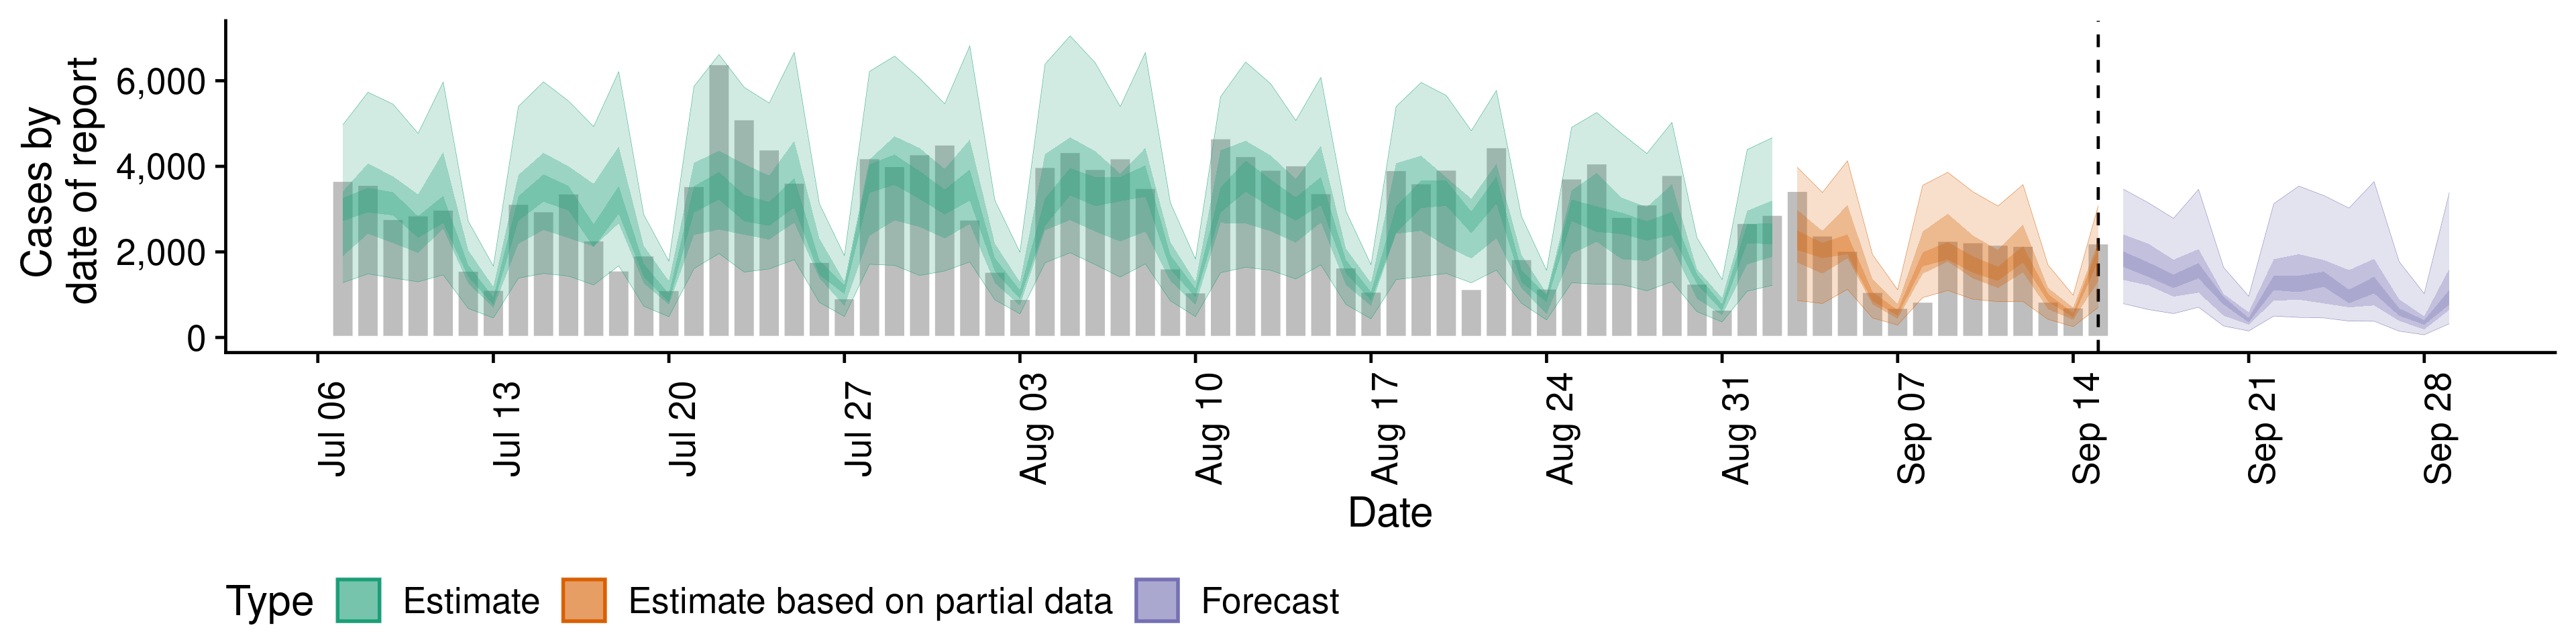 Cases by
date of report
6,000
4,000
2,000
0
Jul 06
Jul 13
Jul 20
Jul 27
Aug 03
Aug 10
Aug 17
Aug 24
Aug 31
Sep 07
Sep 14
Sep 21
Sep 28
Date
Type Estimate Estimate based on partial data Forecast